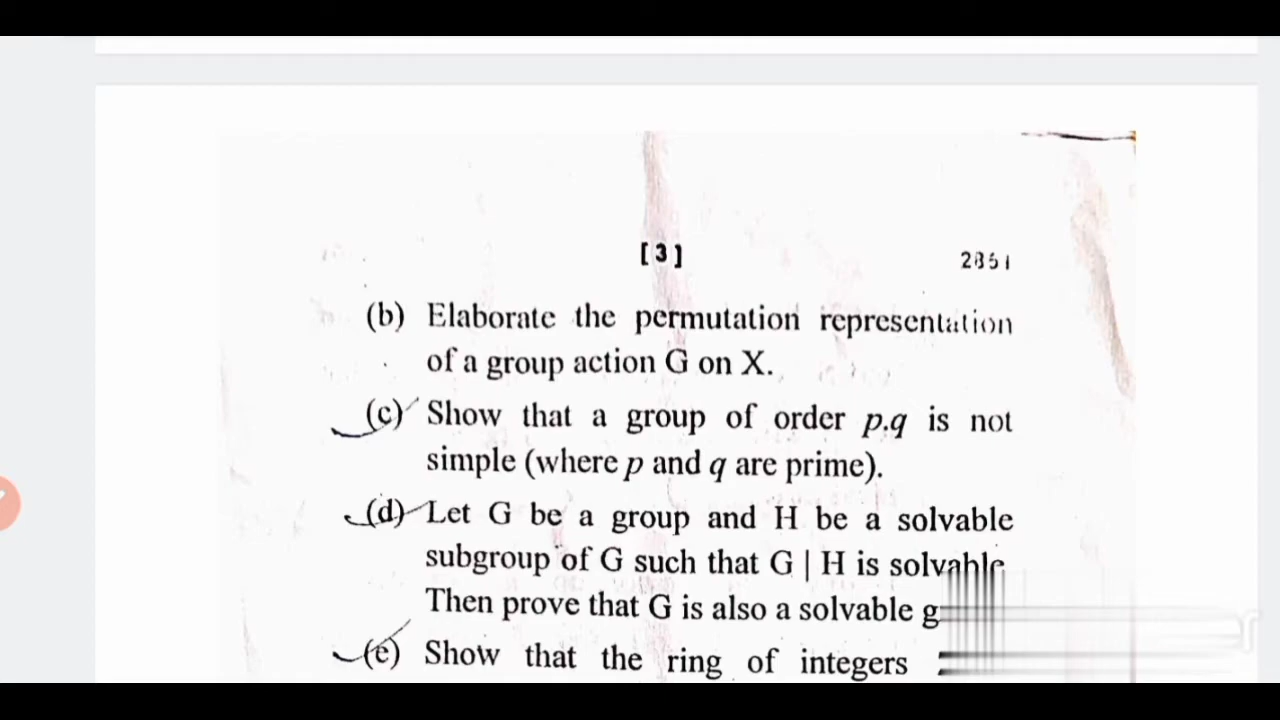 [3]
2851
(b) Elaborate the permutation representation
of a group action G on X.
(c) Show that a group of order p.q is not
simple (where p and q are prime).
(d) Let G be a group and H be a solvable
subgroup of G such that G | H is solvable.
Then prove that G is also a solvable g
(e) Show that the ring of integers